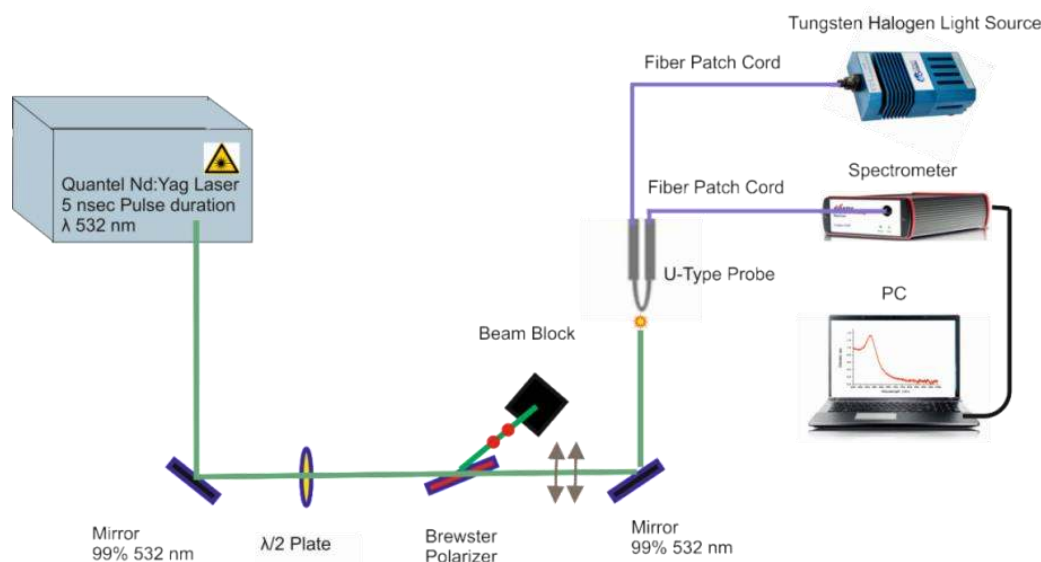 Tungsten Halogen Light Source
Fiber Patch Cord
Quantel Nd:Yag Laser
5 nsec Pulse duration
λ 532 nm
Spectrometer
Fiber Patch Cord
U-Type Probe
PC
Beam Block
Mirror
99% 532 nm
λ/2 Plate
Brewster
Polarizer
Mirror
99% 532 nm